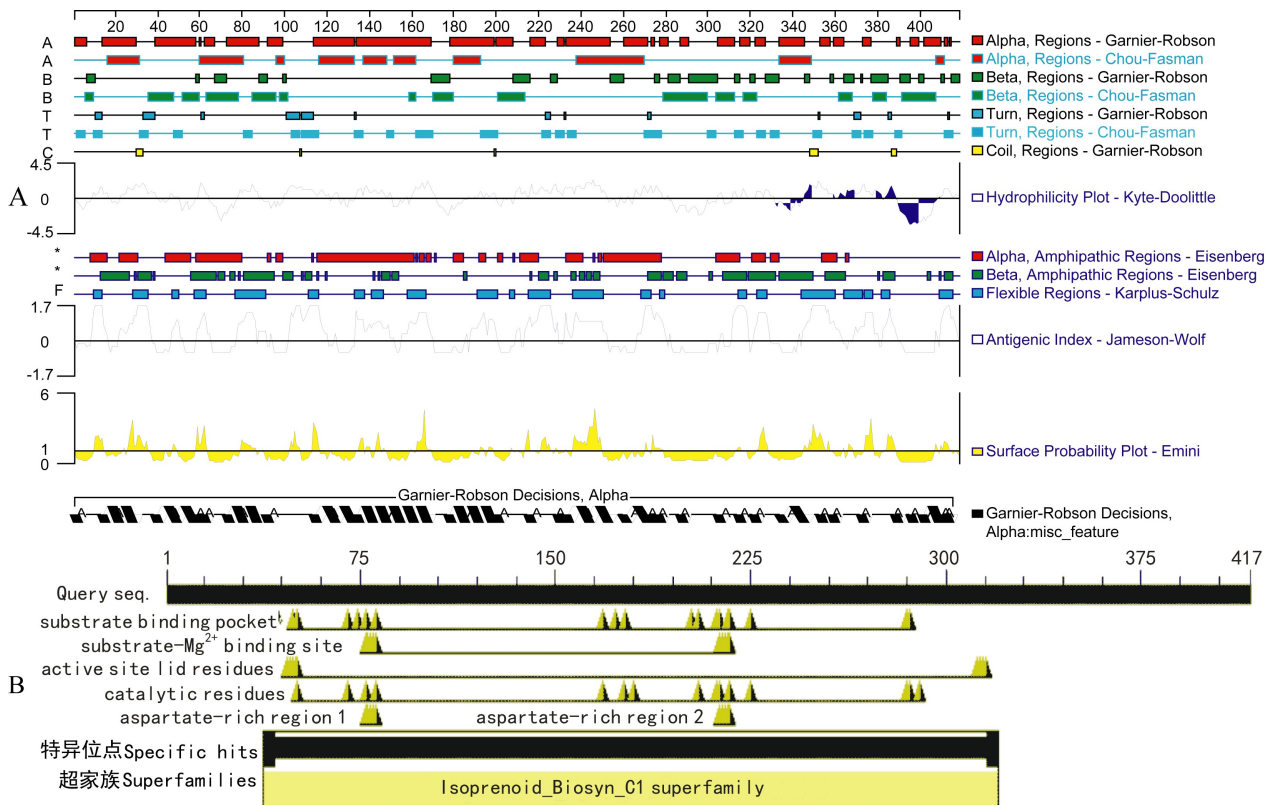 20 40 60 80 100 120 140 160 180 200 220 240 260 280 300 320 340 360 380 400
A Alpha, Regions - Garnier-Robson
A Alpha, Regions - Chou-Fasman
B Beta, Regions - Garnier-Robson
B Beta, Regions - Chou-Fasman
T Turn, Regions - Garnier-Robson
T Turn, Regions - Chou-Fasman
C Coil, Regions - Garnier-Robson
A
4.5
0
-4.5
Hydrophilicity Plot - Kyte-Doolittle
* Alpha, Amphipathic Regions - Eisenberg
* Beta, Amphipathic Regions - Eisenberg
F Flexible Regions - Karplus-Schulz
1.7
0
-1.7
Antigenic Index - Jameson-Wolf
6
1
0
Surface Probability Plot - Emini
Garnier-Robson Decisions, Alpha
Garnier-Robson Decisions,
Alpha:misc_feature
B
1 75 150 225 300 375 417
Query seq.
substrate binding pocket
substrate-Mg2+ binding site
active site lid residues
catalytic residues
aspartate-rich region 1 aspartate-rich region 2
特异位点Specific hits
超家族Superfamilies
Isoprenoid_Biosyn_C1 superfamily